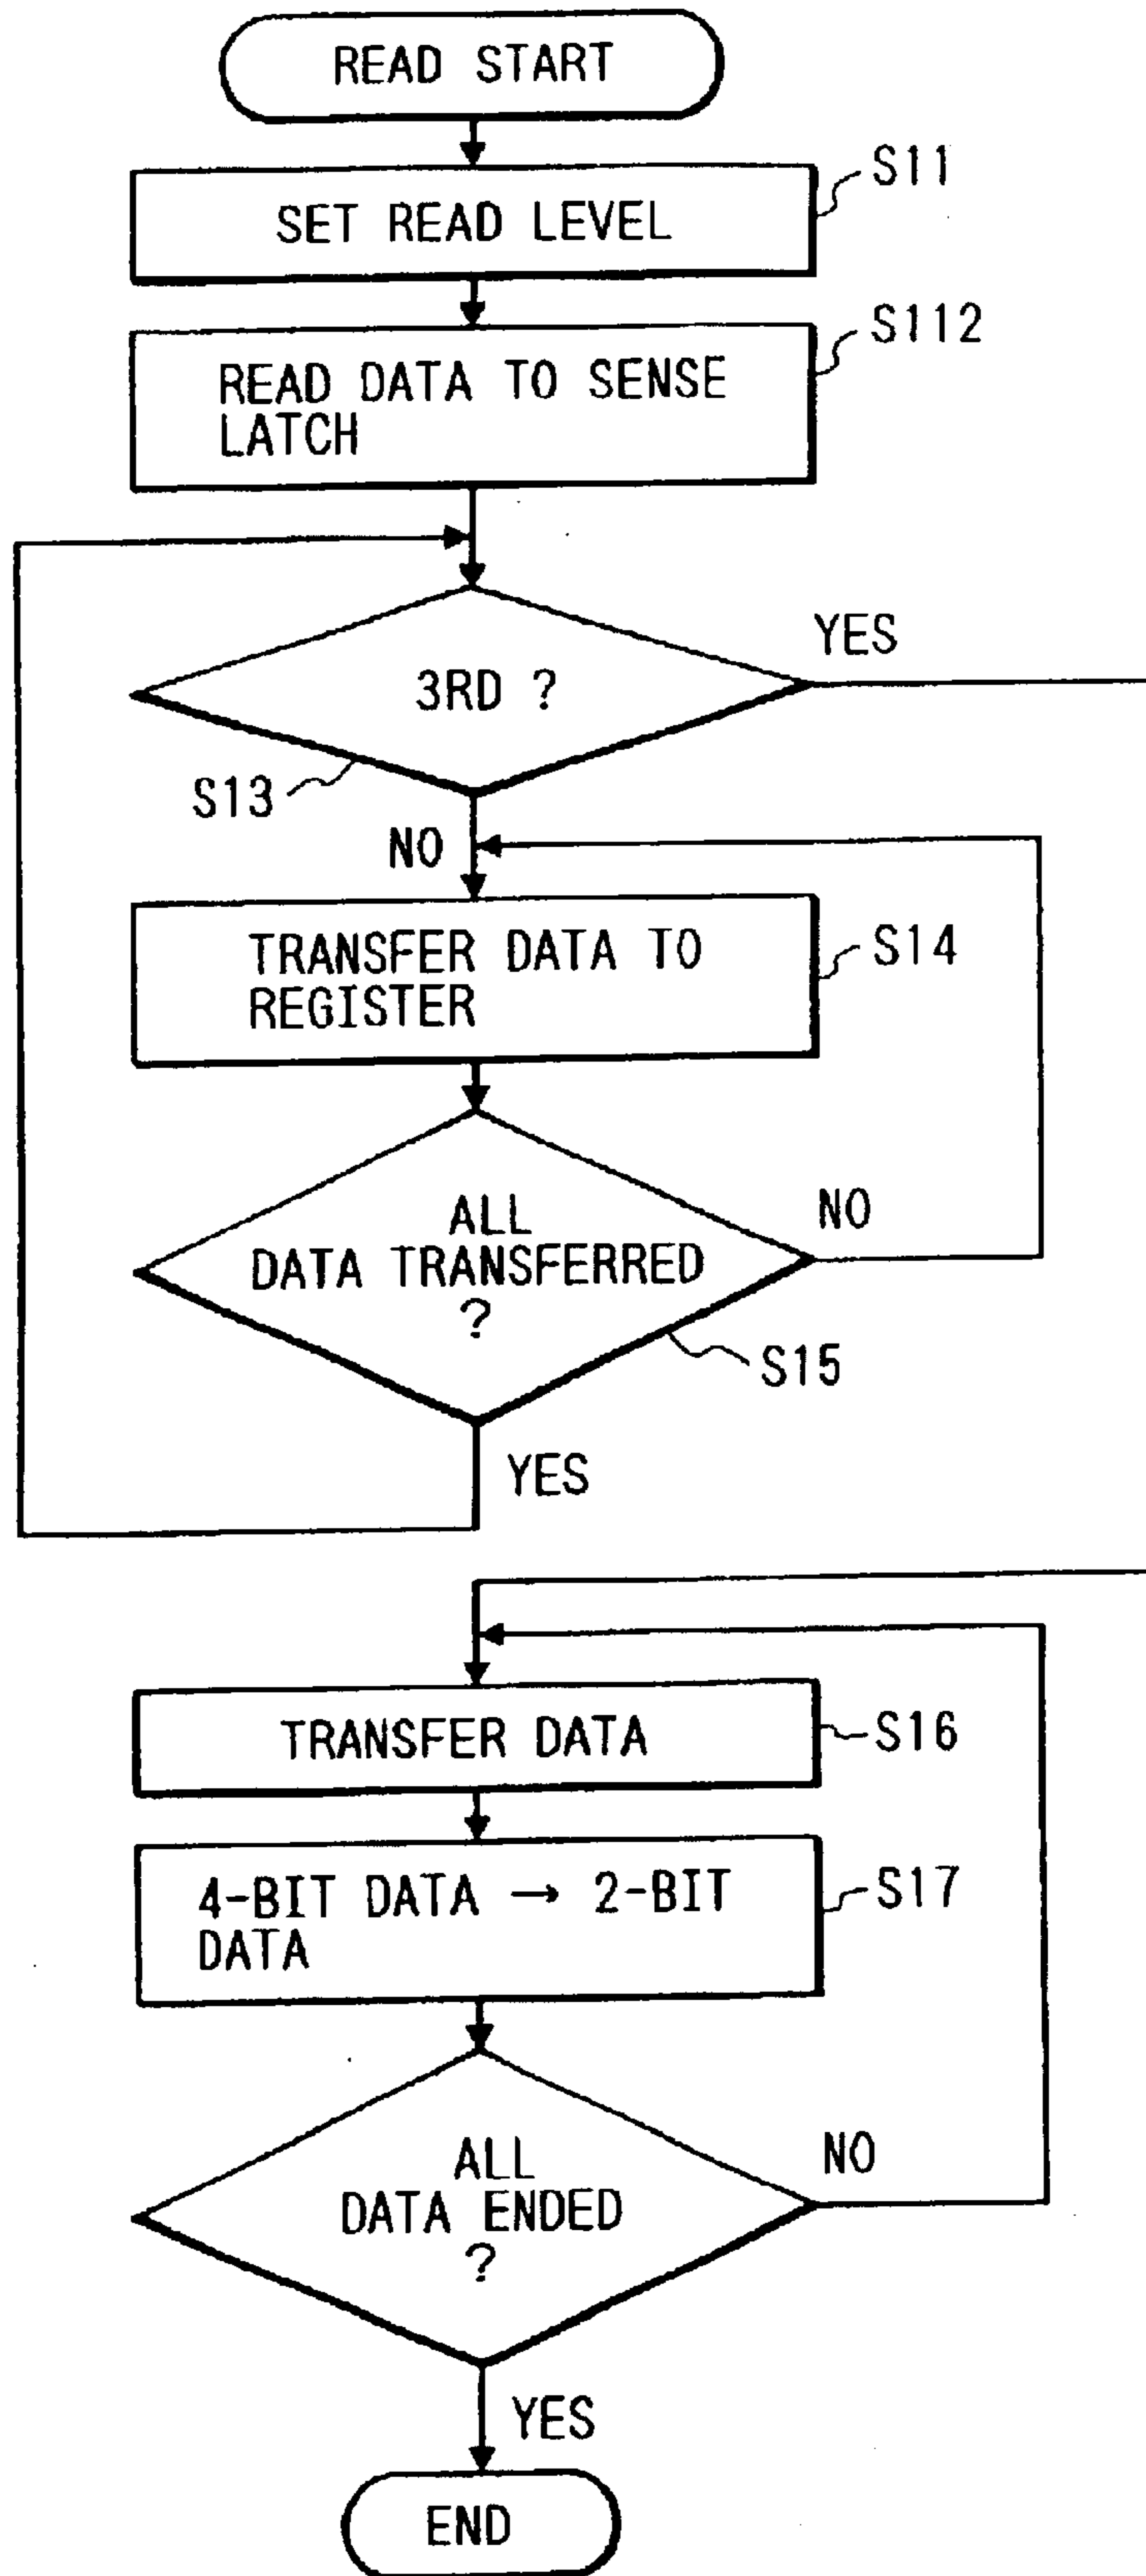 READ START
SET READ LEVEL
S11
READ DATA TO SENSE
LATCH
S112
3RD ?
YES
S13
NO
TRANSFER DATA TO
REGISTER
S14
ALL
DATA TRANSFERRED
?
NO
S15
YES
TRANSFER DATA
S16
4-BIT DATA → 2-BIT
DATA
S17
ALL
DATA ENDED
?
NO
YES
END